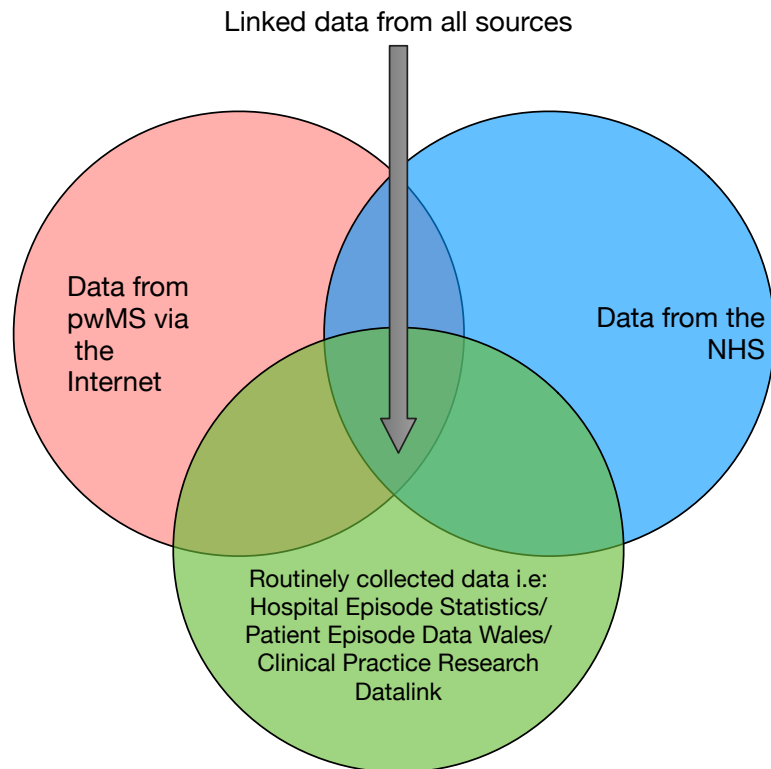 Linked data from all sources
Data from
pwMS via
the
Internet
Data from the
NHS
Routinely collected data i.e:
Hospital Episode Statistics/
Patient Episode Data Wales/
Clinical Practice Research
Datalink